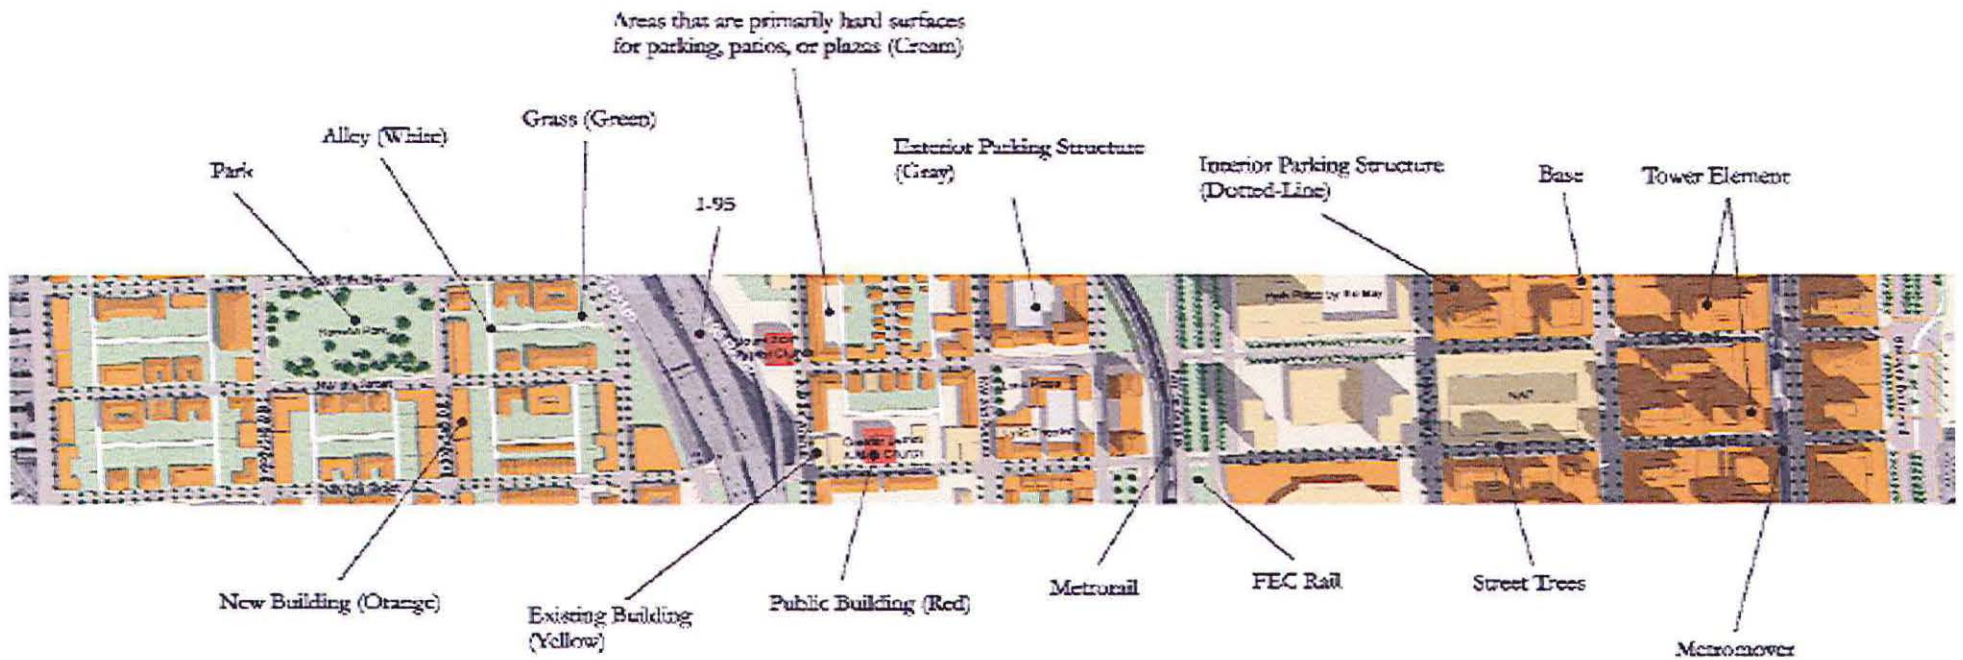 Areas that are primarily hard surfaces
for parking, patios, or plazas (Cream)
Grass (Green)
Alley (White)
Exterior Parking Structure
(Gray)
Interior Parking Structure
(Dotted-Line)
Base
Tower Element
Park
I-95
New Building (Orange)
Existing Building
(Yellow)
Public Building (Red)
Metrorail
FEC Rail
Street Trees
Metromover